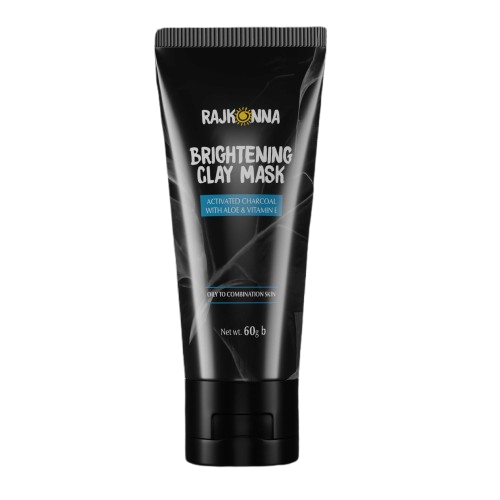 RAJKONNA
BRIGHTENING
CLAY MASK
ACTIVATED CHARCOAL
WITH ALOE & VITAMIN E
OILY TO COMBINATION SKIN
Net wt. 60g b